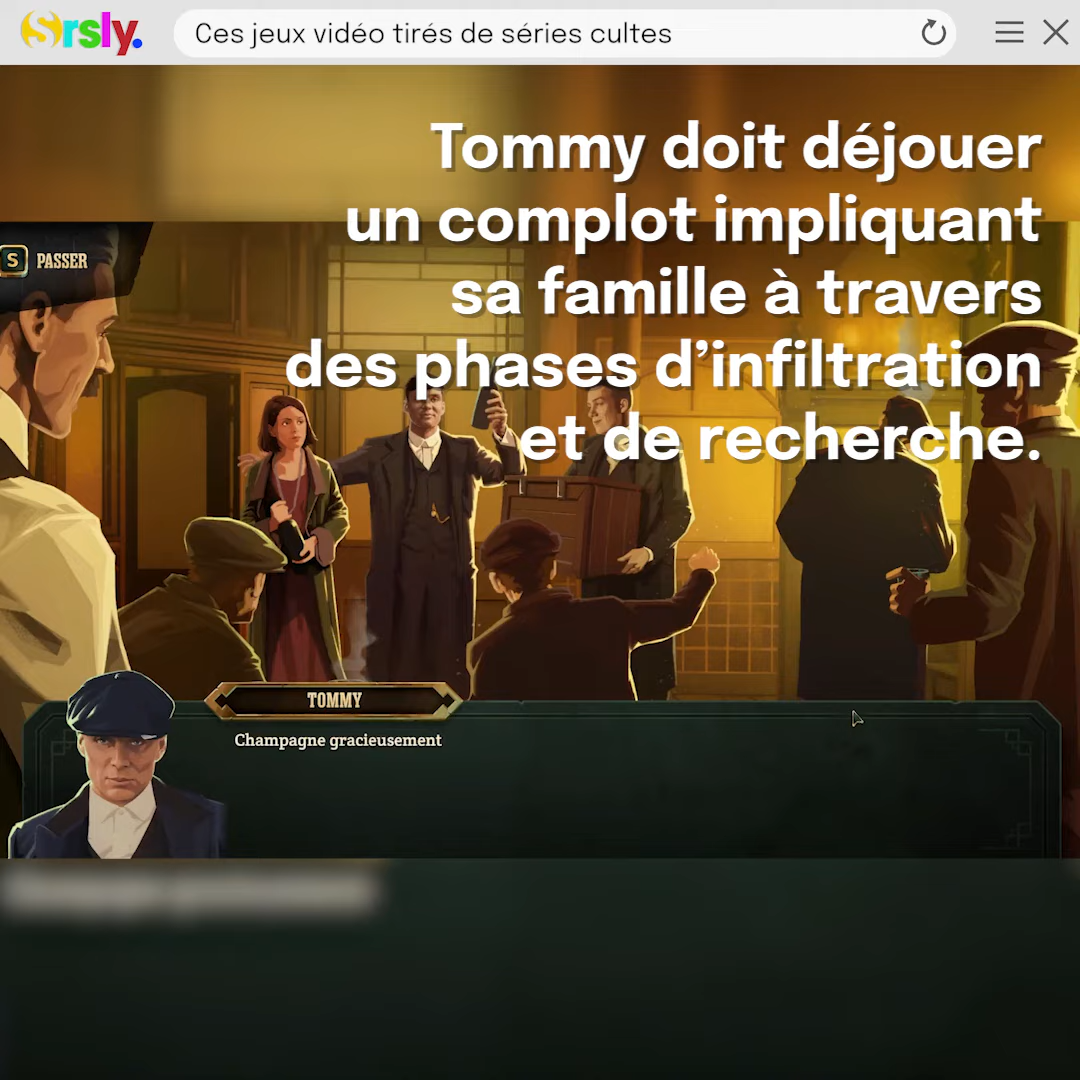 Srsly.
Ces jeux vidéo tirés de séries cultes
Tommy doit déjouer
un complot impliquant
sa famille à travers
des phases d’infiltration
et de recherche.
S PASSER
TOMMY
Champagne gracieusement